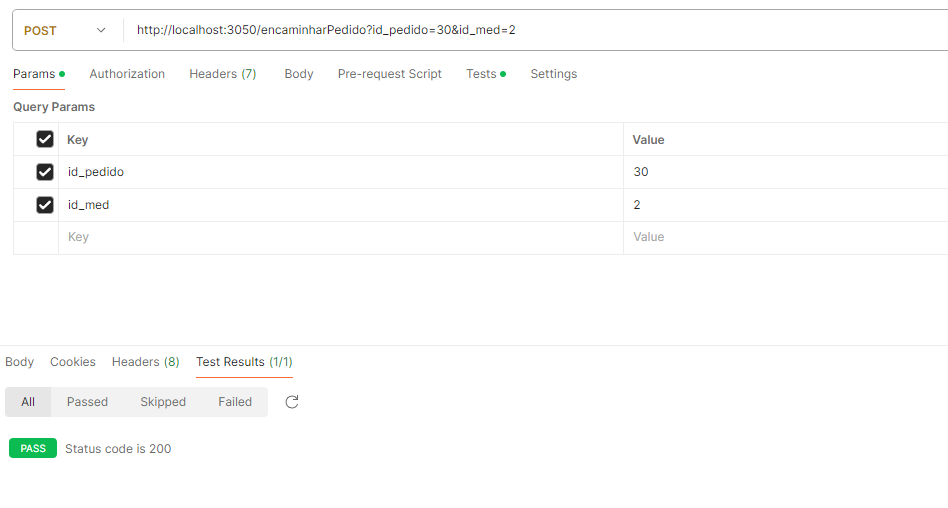 POST http://localhost:3050/encaminharPedido?id_pedido=30&id_med=2
Params Authorization Headers (7) Body Pre-request Script Tests Settings
Query Params
Key Value
id_pedido 30
id_med 2
Key Value
Body Cookies Headers (8) Test Results (1/1)
All Passed Skipped Failed
PASS Status code is 200